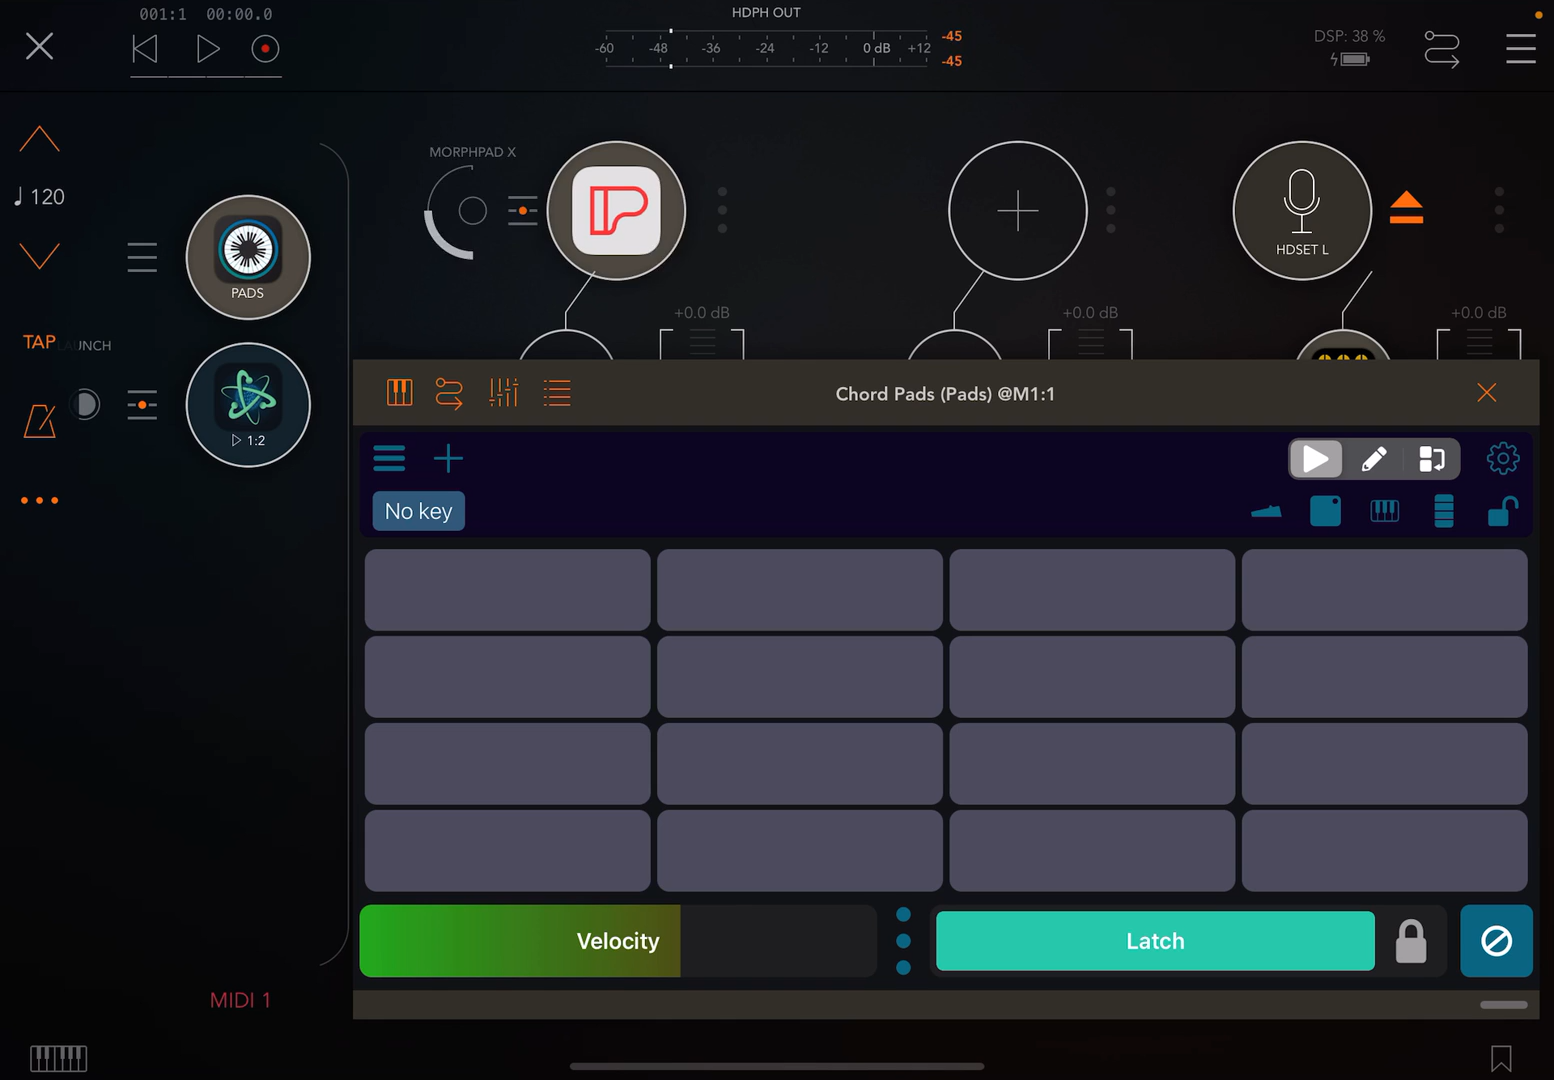 001:1 00:00.0
HDPH OUT
-60 -48 -36 -24 -12 0 dB +12
-45
-45
DSP: 38 %
120
TAP
LAUNCH
PADS
1:2
MORPHPAD X
HDSET L
+0.0 dB
+0.0 dB
+0.0 dB
Chord Pads (Pads) @M1:1
No key
Velocity
Latch
MIDI 1